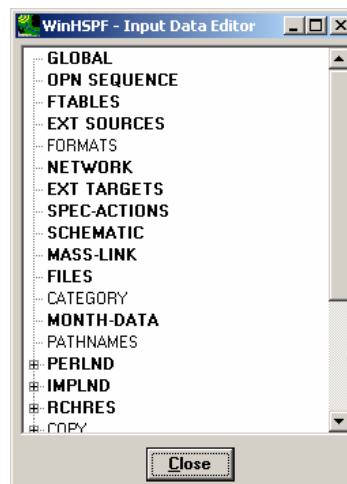 WinHSPF - Input Data Editor
GLOBAL
OPN SEQUENCE
FTABLES
EXT SOURCES
FORMATS
NETWORK
EXT TARGETS
SPEC-ACTIONS
SCHEMATIC
MASS-LINK
FILES
CATEGORY
MONTH-DATA
PATHNAMES
PERLND
IMPLND
RCHRES
COPY
Close